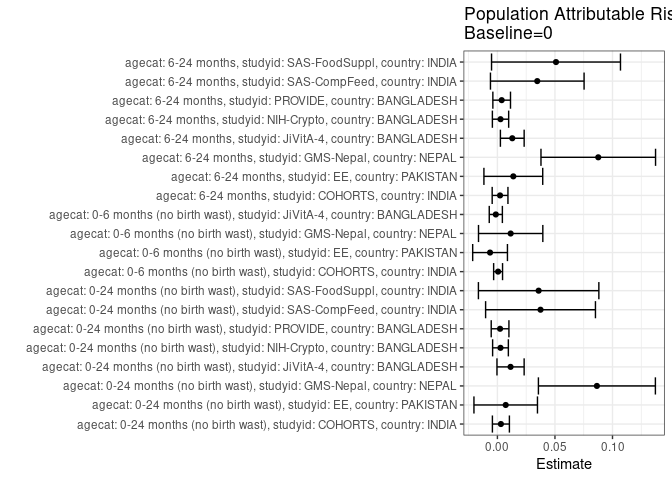 Population Attributable Ris
Baseline=0
agecat: 6-24 months, studyid: SAS-FoodSuppl, country: INDIA
agecat: 6-24 months, studyid: SAS-CompFeed, country: INDIA
agecat: 6-24 months, studyid: PROVIDE, country: BANGLADESH
agecat: 6-24 months, studyid: NIH-Crypto, country: BANGLADESH
agecat: 6-24 months, studyid: JiVitA-4, country: BANGLADESH
agecat: 6-24 months, studyid: GMS-Nepal, country: NEPAL
agecat: 6-24 months, studyid: EE, country: PAKISTAN
agecat: 6-24 months, studyid: COHORTS, country: INDIA
agecat: 0-6 months (no birth wast), studyid: JiVitA-4, country: BANGLADESH
agecat: 0-6 months (no birth wast), studyid: GMS-Nepal, country: NEPAL
agecat: 0-6 months (no birth wast), studyid: EE, country: PAKISTAN
agecat: 0-6 months (no birth wast), studyid: COHORTS, country: INDIA
agecat: 0-24 months (no birth wast), studyid: SAS-FoodSuppl, country: INDIA
agecat: 0-24 months (no birth wast), studyid: SAS-CompFeed, country: INDIA
agecat: 0-24 months (no birth wast), studyid: PROVIDE, country: BANGLADESH
agecat: 0-24 months (no birth wast), studyid: NIH-Crypto, country: BANGLADESH
agecat: 0-24 months (no birth wast), studyid: JiVitA-4, country: BANGLADESH
agecat: 0-24 months (no birth wast), studyid: GMS-Nepal, country: NEPAL
agecat: 0-24 months (no birth wast), studyid: EE, country: PAKISTAN
agecat: 0-24 months (no birth wast), studyid: COHORTS, country: INDIA
0.00 0.05 0.10
Estimate